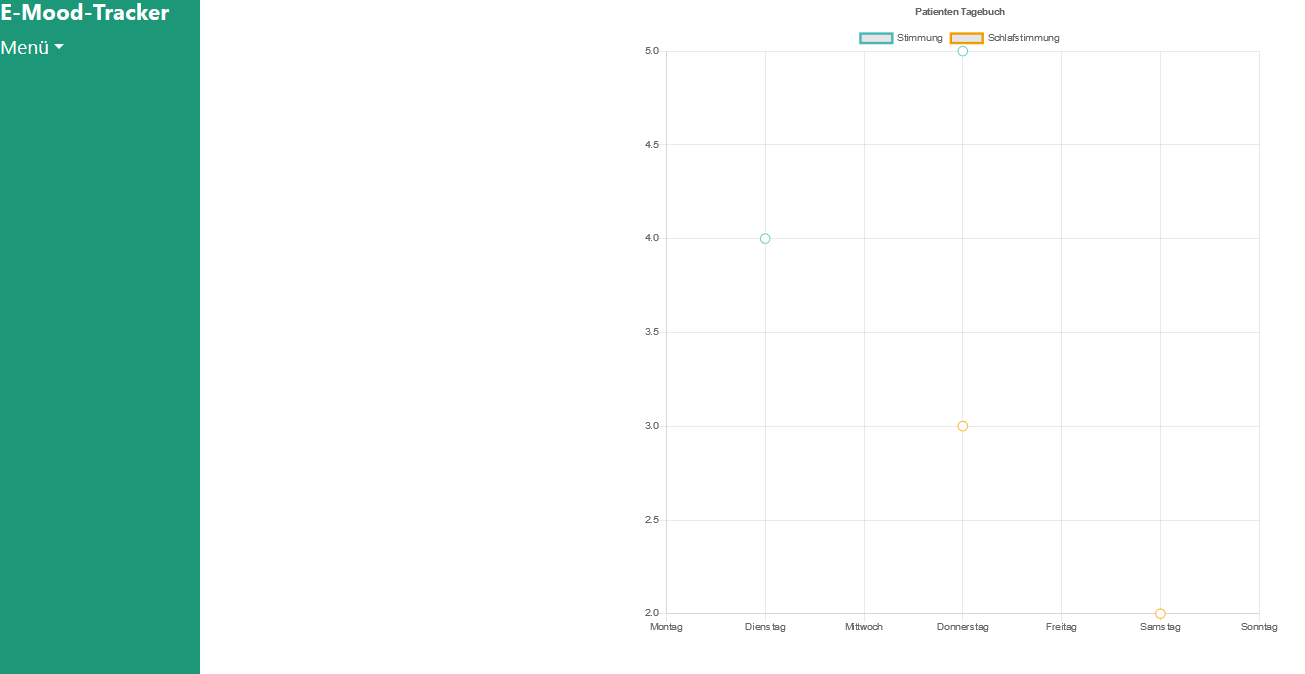 E-Mood-Tracker
Menü
Patienten Tagebuch
Stimmung Schlafstimmung
5.0
4.5
4.0
3.5
3.0
2.5
2.0
Montag Dienstag Mittwoch Donnerstag Freitag Samstag Sonntag